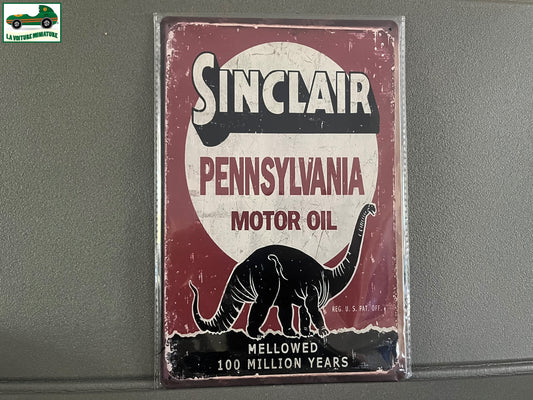 LA VOITURE MINIATURE
SINCLAIR
PENNSYLVANIA
MOTOR OIL
REG. U. S. PAT. OFF.
MELLOWED
100 MILLION YEARS